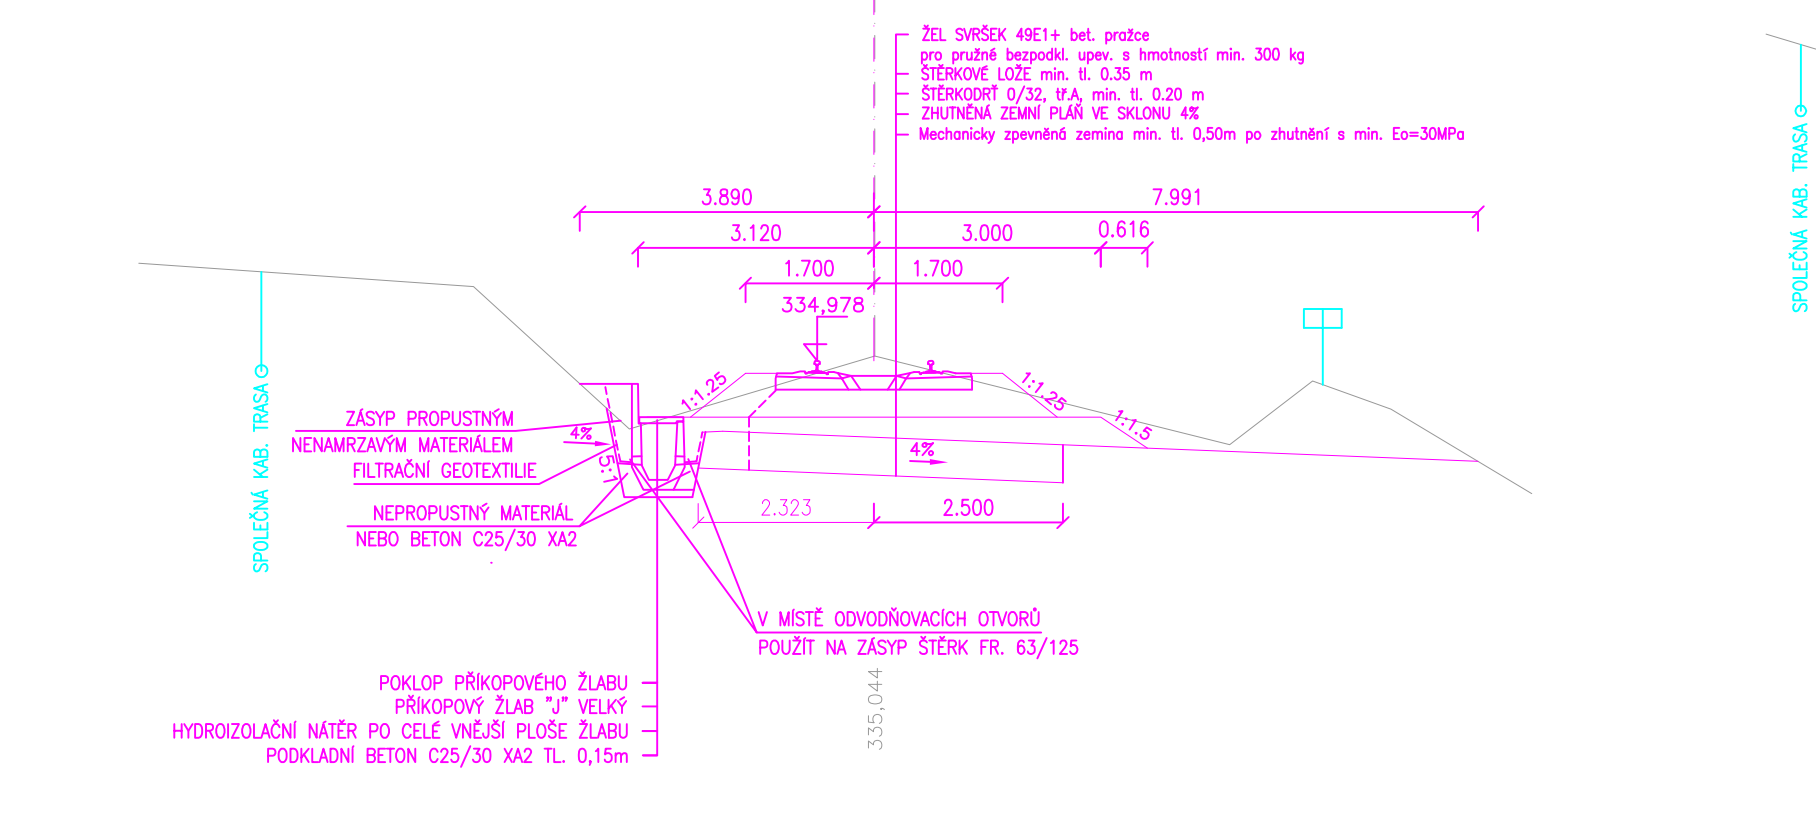 ŽEL SVRŠEK 49E1+ bet. pražce
pro pružné bezpodkl. upev. s hmotností min. 300 kg
ŠTĚRKOVÉ LOŽE min. tl. 0.35 m
ŠTĚRKODRŤ 0/32, tř.A, min. tl. 0.20 m
ZHUTNĚNÁ ZEMNÍ PLÁŇ VE SKLONU 4%
Mechanicky zpevněná zemina min. tl. 0,50m po zhutnění s min. Eo=30MPa
3.890
7.991
3.120
3.000
0.616
1.700
1.700
334,978
1:1.25
1:1.25
1:1.5
4%
4%
5:1
2.323
2.500
ZÁSYP PROPUSTNÝM
NENAMRZAVÝM MATERIÁLEM
FILTRAČNÍ GEOTEXTILIE
NEPROPUSTNÝ MATERIÁL
NEBO BETON C25/30 XA2
V MÍSTĚ ODVODŇOVACÍCH OTVORŮ
POUŽÍT NA ZÁSYP ŠTĚRK FR. 63/125
POKLOP PŘÍKOPOVÉHO ŽLABU
PŘÍKOPOVÝ ŽLAB "J" VELKÝ
HYDROIZOLAČNÍ NÁTĚR PO CELÉ VNĚJŠÍ PLOŠE ŽLABU
PODKLADNÍ BETON C25/30 XA2 TL. 0,15m
335,044
SPOLEČNÁ KAB. TRASA
SPOLEČNÁ KAB. TRASA